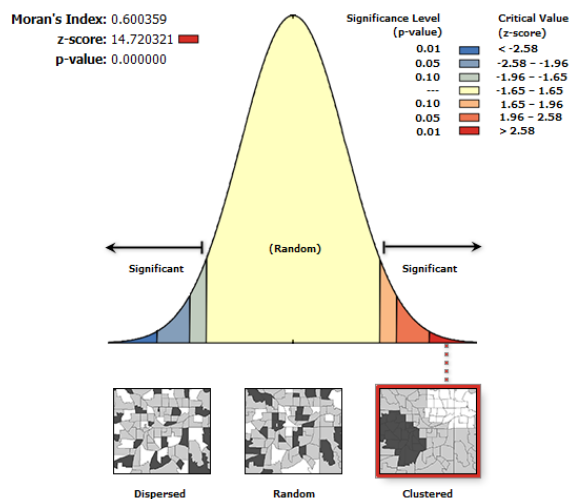 Moran's Index: 0.600359
z-score: 14.720321
p-value: 0.000000
Significance Level
(p-value)
Critical Value
(z-score)
0.01 < -2.58
0.05 -2.58 – -1.96
0.10 -1.96 – -1.65
--- -1.65 – 1.65
0.10 1.65 – 1.96
0.05 1.96 – 2.58
0.01 > 2.58
(Random)
Significant
Significant
Dispersed
Random
Clustered